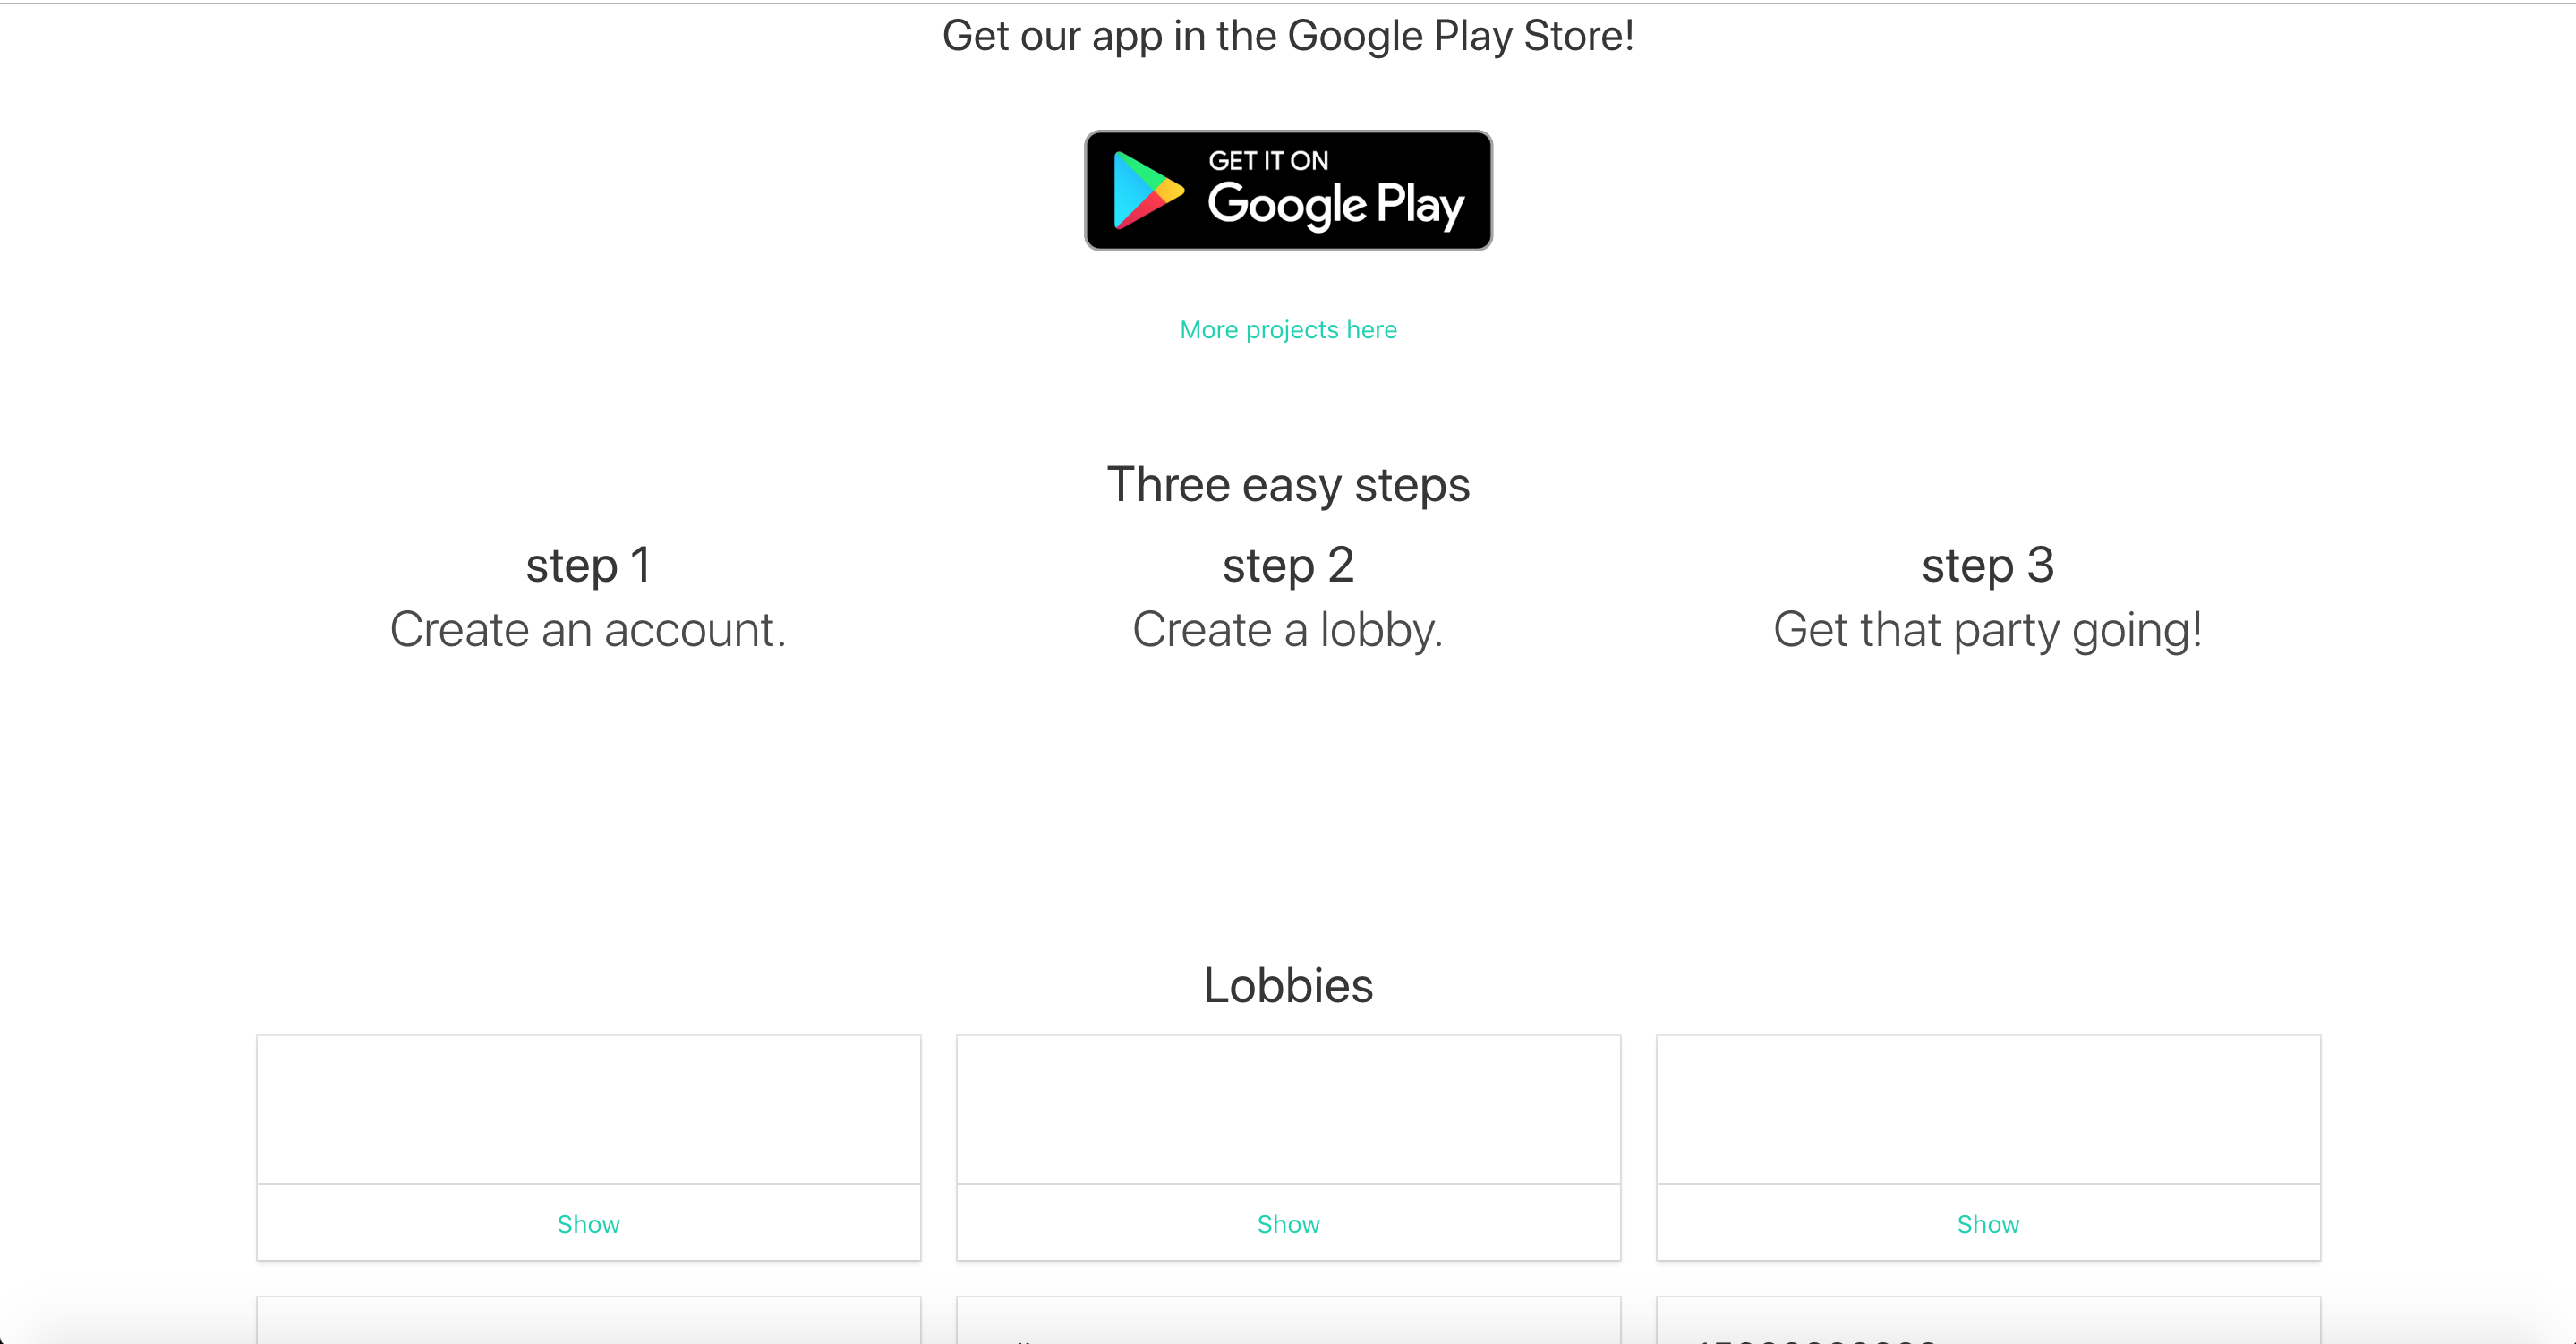 Get our app in the Google Play Store!
GET IT ON
Google Play
More projects here
Three easy steps
step 1
Create an account.
step 2
Create a lobby.
step 3
Get that party going!
Lobbies
Show
Show
Show